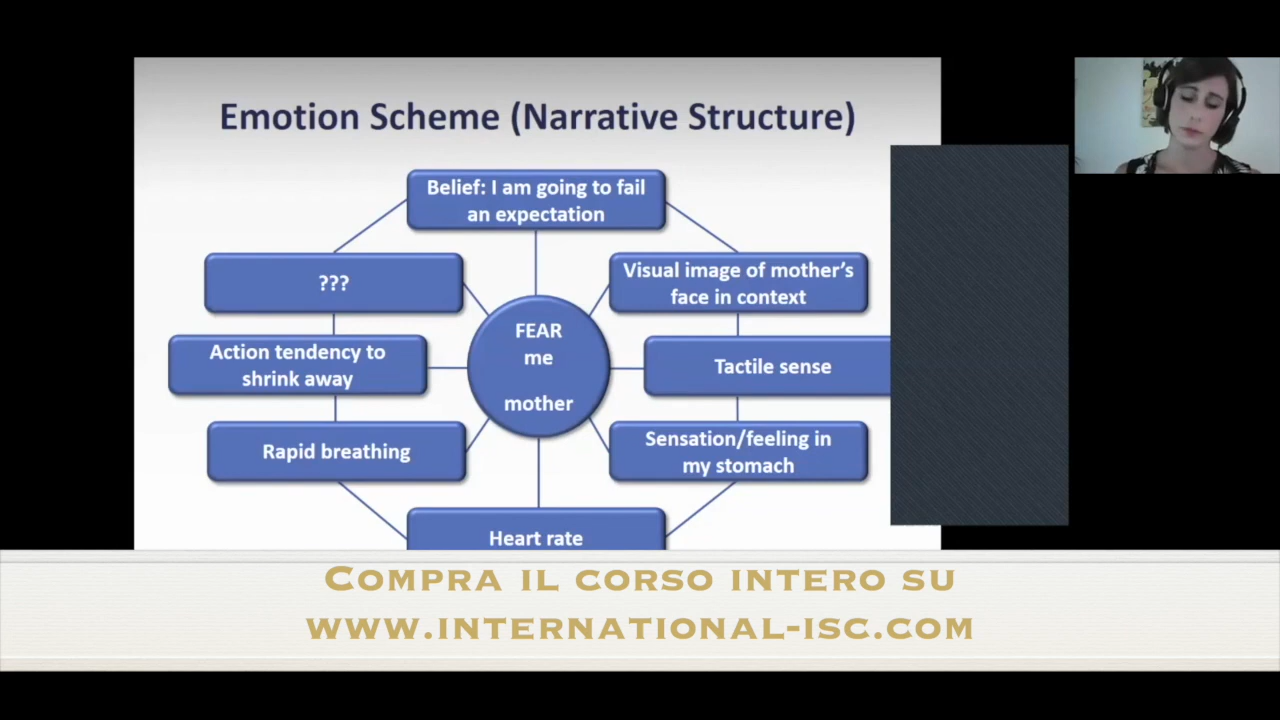 Emotion Scheme (Narrative Structure)
Belief: I am going to fail
an expectation
???
Visual image of mother's
face in context
FEAR
me
mother
Action tendency to
shrink away
Tactile sense
Rapid breathing
Sensation/feeling in
my stomach
Heart rate
Compra il corso intero su
www.international-isc.com